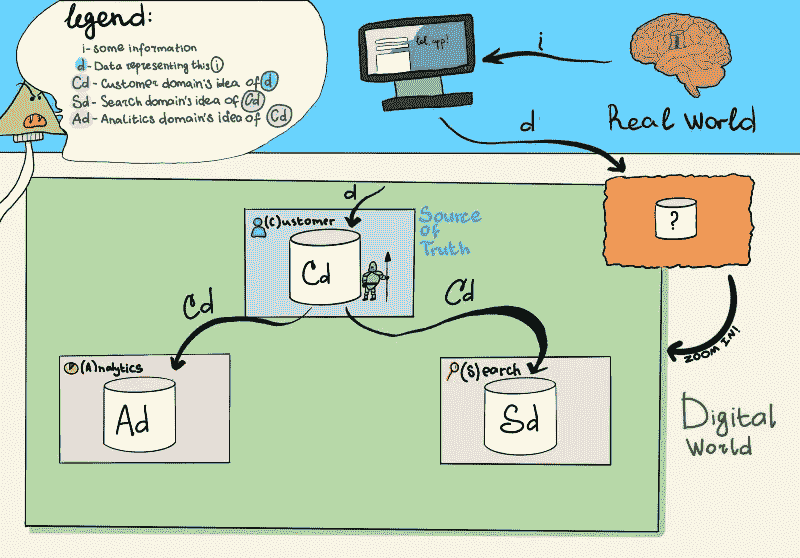 legend:
i - some information
d - Data representing this i
Cd - Customer domain's idea of d
Sd - Search domain's idea of Cd
Ad - Analitics domain's idea of Cd
i
Real World
d
?
d
(C)ustomer
Source
of
Truth
Cd
Cd
Cd
ZOOM IN!
(A)nalytics
(S)earch
Ad
Sd
Digital
World